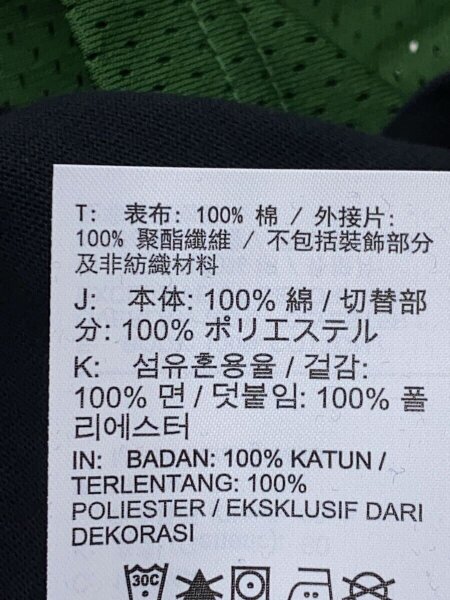 T: 表布: 100% 棉 / 外接片:
100% 聚酯纖維 / 不包括裝飾部分
及非紡織材料
J: 本体: 100% 綿 / 切替部
分: 100% ポリエステル
K: 섬유혼용율 / 겉감:
100% 면 / 덧붙임: 100% 폴
리에스터
IN: BADAN: 100% KATUN /
TERLENTANG: 100%
POLIESTER / EKSKLUSIF DARI
DEKORASI
30C